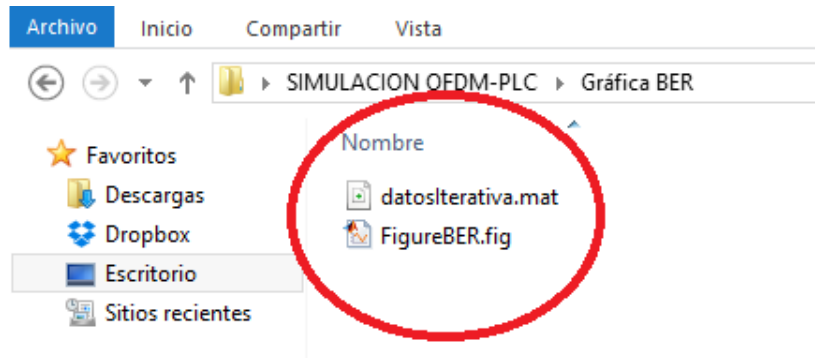 Archivo Inicio Compartir Vista
SIMULACION OFDM-PLC Gráfica BER
Nombre
Favoritos
Descargas
Dropbox
Escritorio
Sitios recientes
datosIterativa.mat
FigureBER.fig